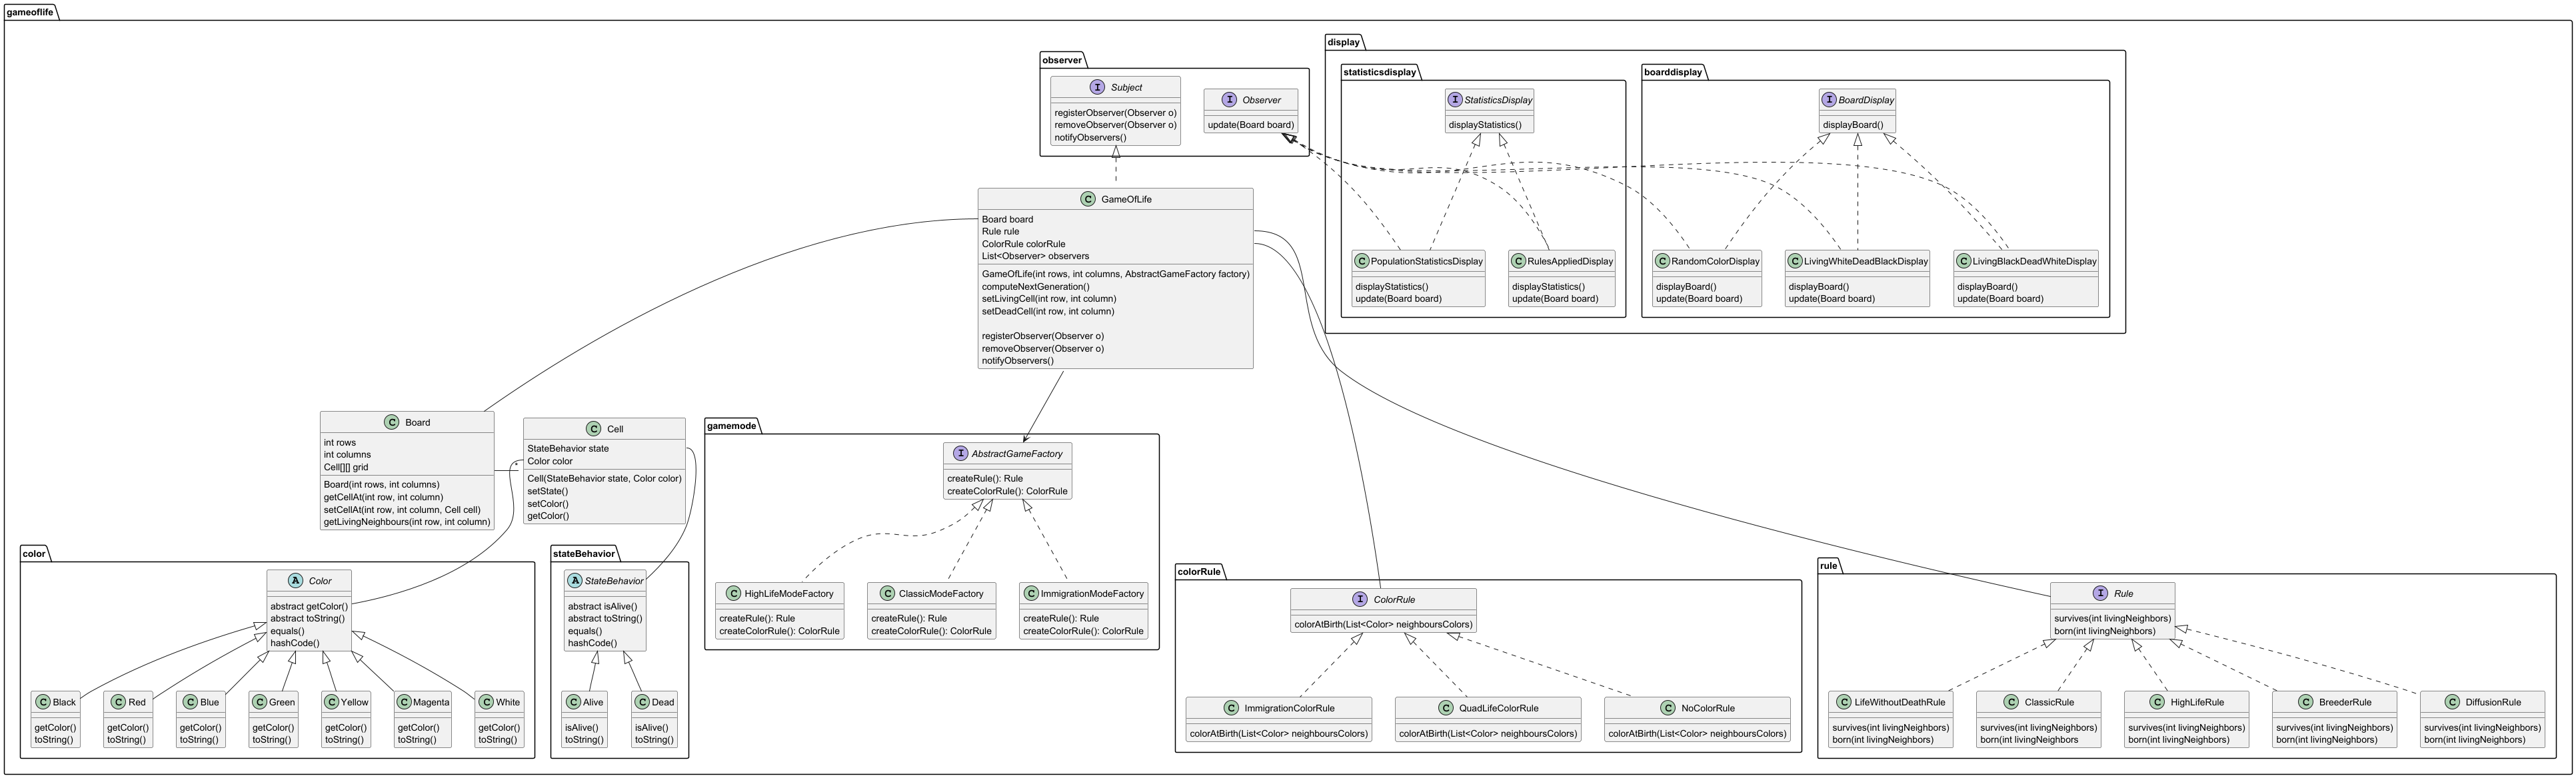 gameoflife
observer
I Subject
registerObserver(Observer o)
removeObserver(Observer o)
notifyObservers()
I Observer
update(Board board)
display
statisticsdisplay
I StatisticsDisplay
displayStatistics()
C PopulationStatisticsDisplay
displayStatistics()
update(Board board)
C RulesAppliedDisplay
displayStatistics()
update(Board board)
boarddisplay
I BoardDisplay
displayBoard()
C RandomColorDisplay
displayBoard()
update(Board board)
C LivingWhiteDeadBlackDisplay
displayBoard()
update(Board board)
C LivingBlackDeadWhiteDisplay
displayBoard()
update(Board board)
C GameOfLife
Board board
Rule rule
ColorRule colorRule
List<Observer> observers
GameOfLife(int rows, int columns, AbstractGameFactory factory)
computeNextGeneration()
setLivingCell(int row, int column)
setDeadCell(int row, int column)
registerObserver(Observer o)
removeObserver(Observer o)
notifyObservers()
C Board
int rows
int columns
Cell[][] grid
Board(int rows, int columns)
getCellAt(int row, int column)
setCellAt(int row, int column, Cell cell)
getLivingNeighbours(int row, int column)
*
C Cell
StateBehavior state
Color color
Cell(StateBehavior state, Color color)
setState()
setColor()
getColor()
gamemode
I AbstractGameFactory
createRule(): Rule
createColorRule(): ColorRule
C HighLifeModeFactory
createRule(): Rule
createColorRule(): ColorRule
C ClassicModeFactory
createRule(): Rule
createColorRule(): ColorRule
C ImmigrationModeFactory
createRule(): Rule
createColorRule(): ColorRule
color
A Color
abstract getColor()
abstract toString()
equals()
hashCode()
C Black
getColor()
toString()
C Red
getColor()
toString()
C Blue
getColor()
toString()
C Green
getColor()
toString()
C Yellow
getColor()
toString()
C Magenta
getColor()
toString()
C White
getColor()
toString()
stateBehavior
A StateBehavior
abstract isAlive()
abstract toString()
equals()
hashCode()
C Alive
isAlive()
toString()
C Dead
isAlive()
toString()
colorRule
I ColorRule
colorAtBirth(List<Color> neighboursColors)
C ImmigrationColorRule
colorAtBirth(List<Color> neighboursColors)
C QuadLifeColorRule
colorAtBirth(List<Color> neighboursColors)
C NoColorRule
colorAtBirth(List<Color> neighboursColors)
rule
I Rule
survives(int livingNeighbors)
born(int livingNeighbors)
C LifeWithoutDeathRule
survives(int livingNeighbors)
born(int livingNeighbors)
C ClassicRule
survives(int livingNeighbors)
born(int livingNeighbors
C HighLifeRule
survives(int livingNeighbors)
born(int livingNeighbors)
C BreederRule
survives(int livingNeighbors)
born(int livingNeighbors)
C DiffusionRule
survives(int livingNeighbors)
born(int livingNeighbors)